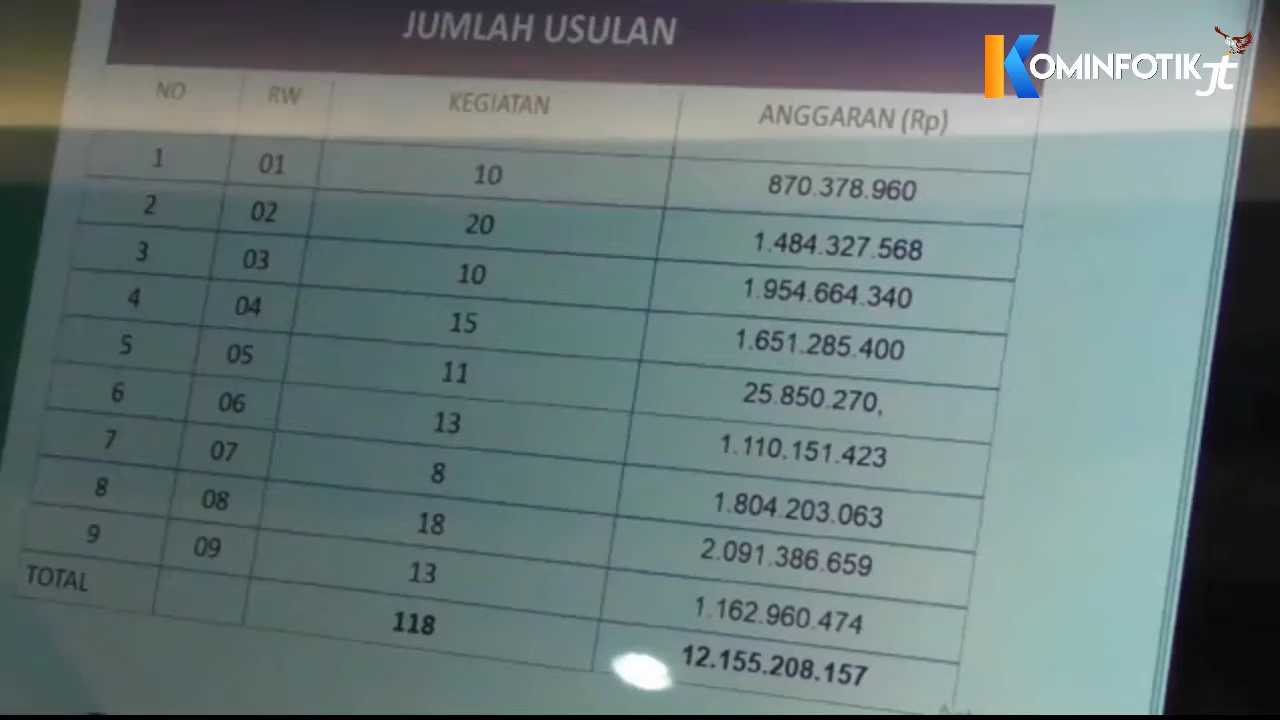 JUMLAH USULAN
KOMINFOTIK JT
NO RW KEGIATAN ANGGARAN (Rp)
1 01 10 870.378.960
2 02 20 1.484.327.568
3 03 10 1.954.664.340
4 04 15 1.651.285.400
5 05 11 25.850.270,
6 06 13 1.110.151.423
7 07 8 1.804.203.063
8 08 18 2.091.386.659
9 09 13 1.162.960.474
TOTAL 118 12.155.208.157